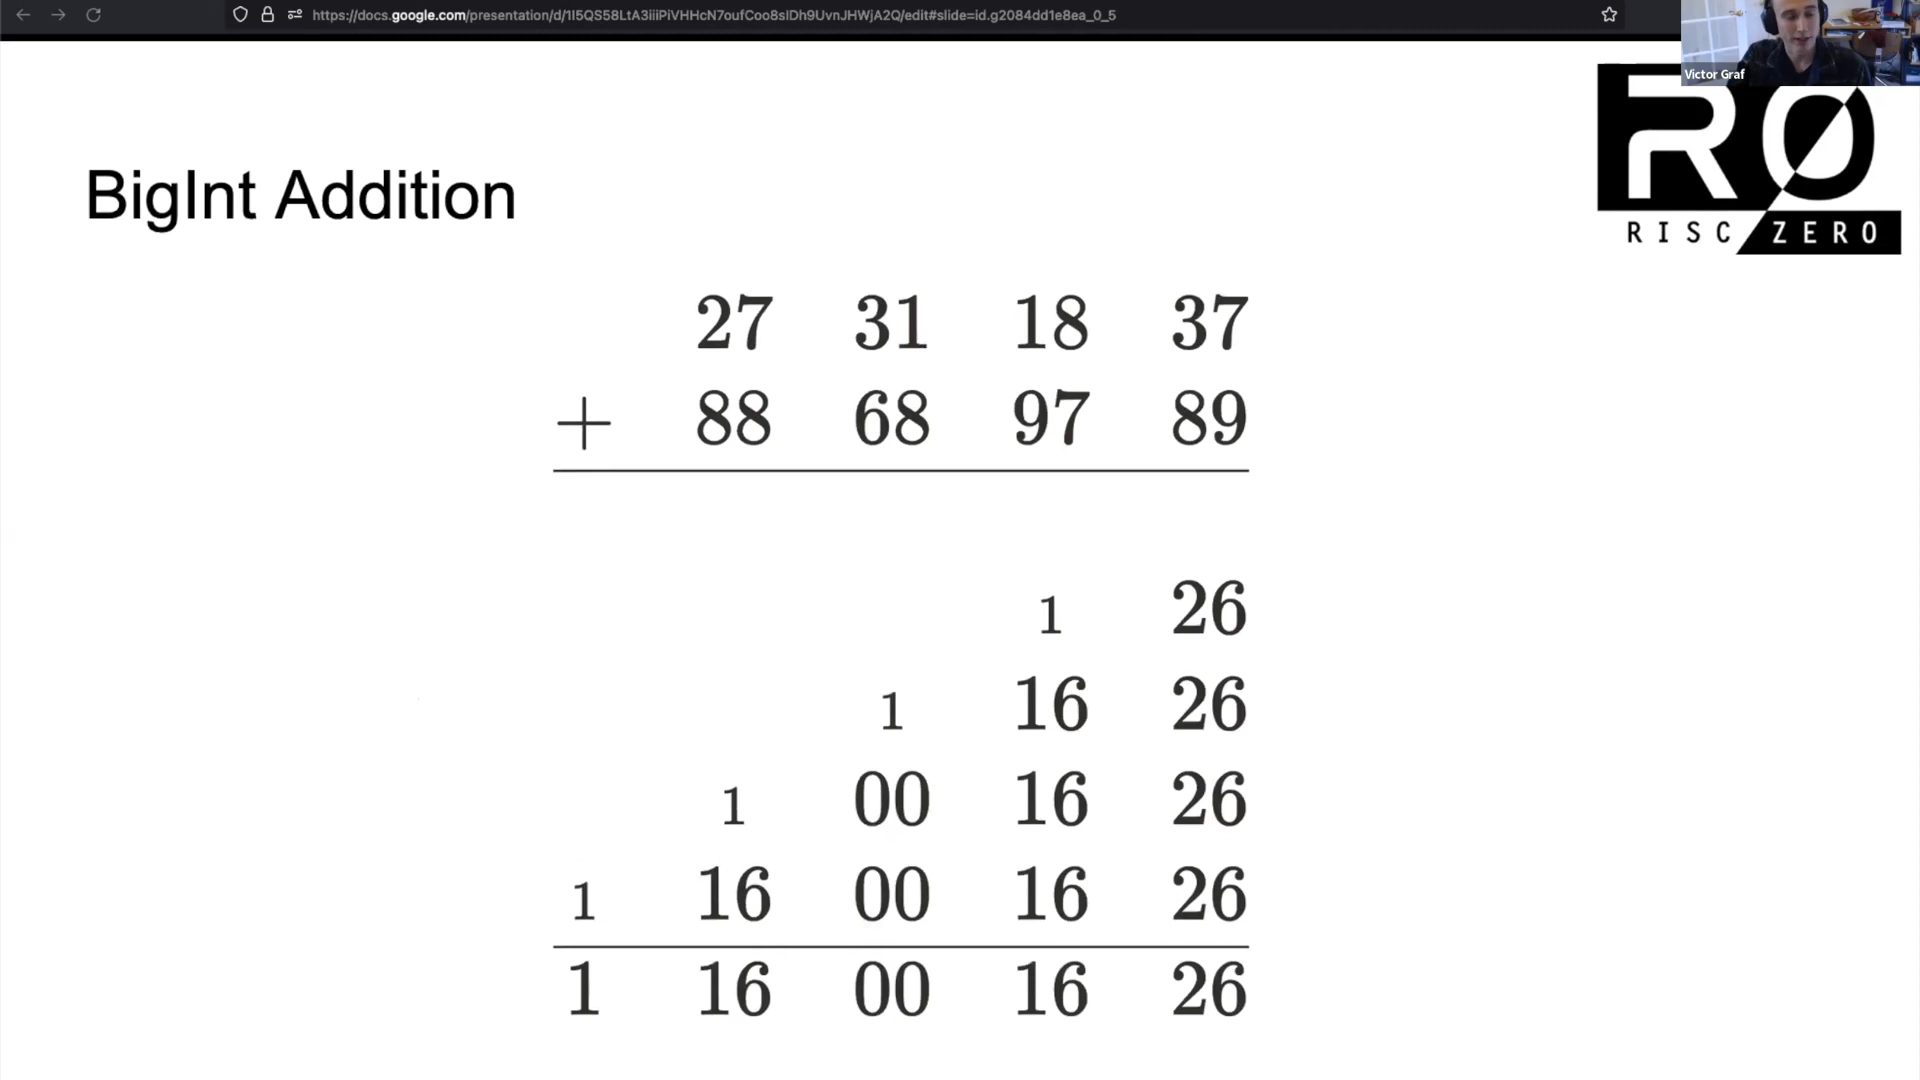 https://docs.google.com/presentation/d/1I5QS58LtA3iiiPiVHHcN7oufCoo8sIDh9UvnJHWjA2Q/edit#slide=id.g2084dd1e8ea_0_5
Victor Graf
R0
RISC ZERO
BigInt Addition
27 31 18 37
+ 88 68 97 89
1 26
1 16 26
1 00 16 26
1 16 00 16 26
1 16 00 16 26